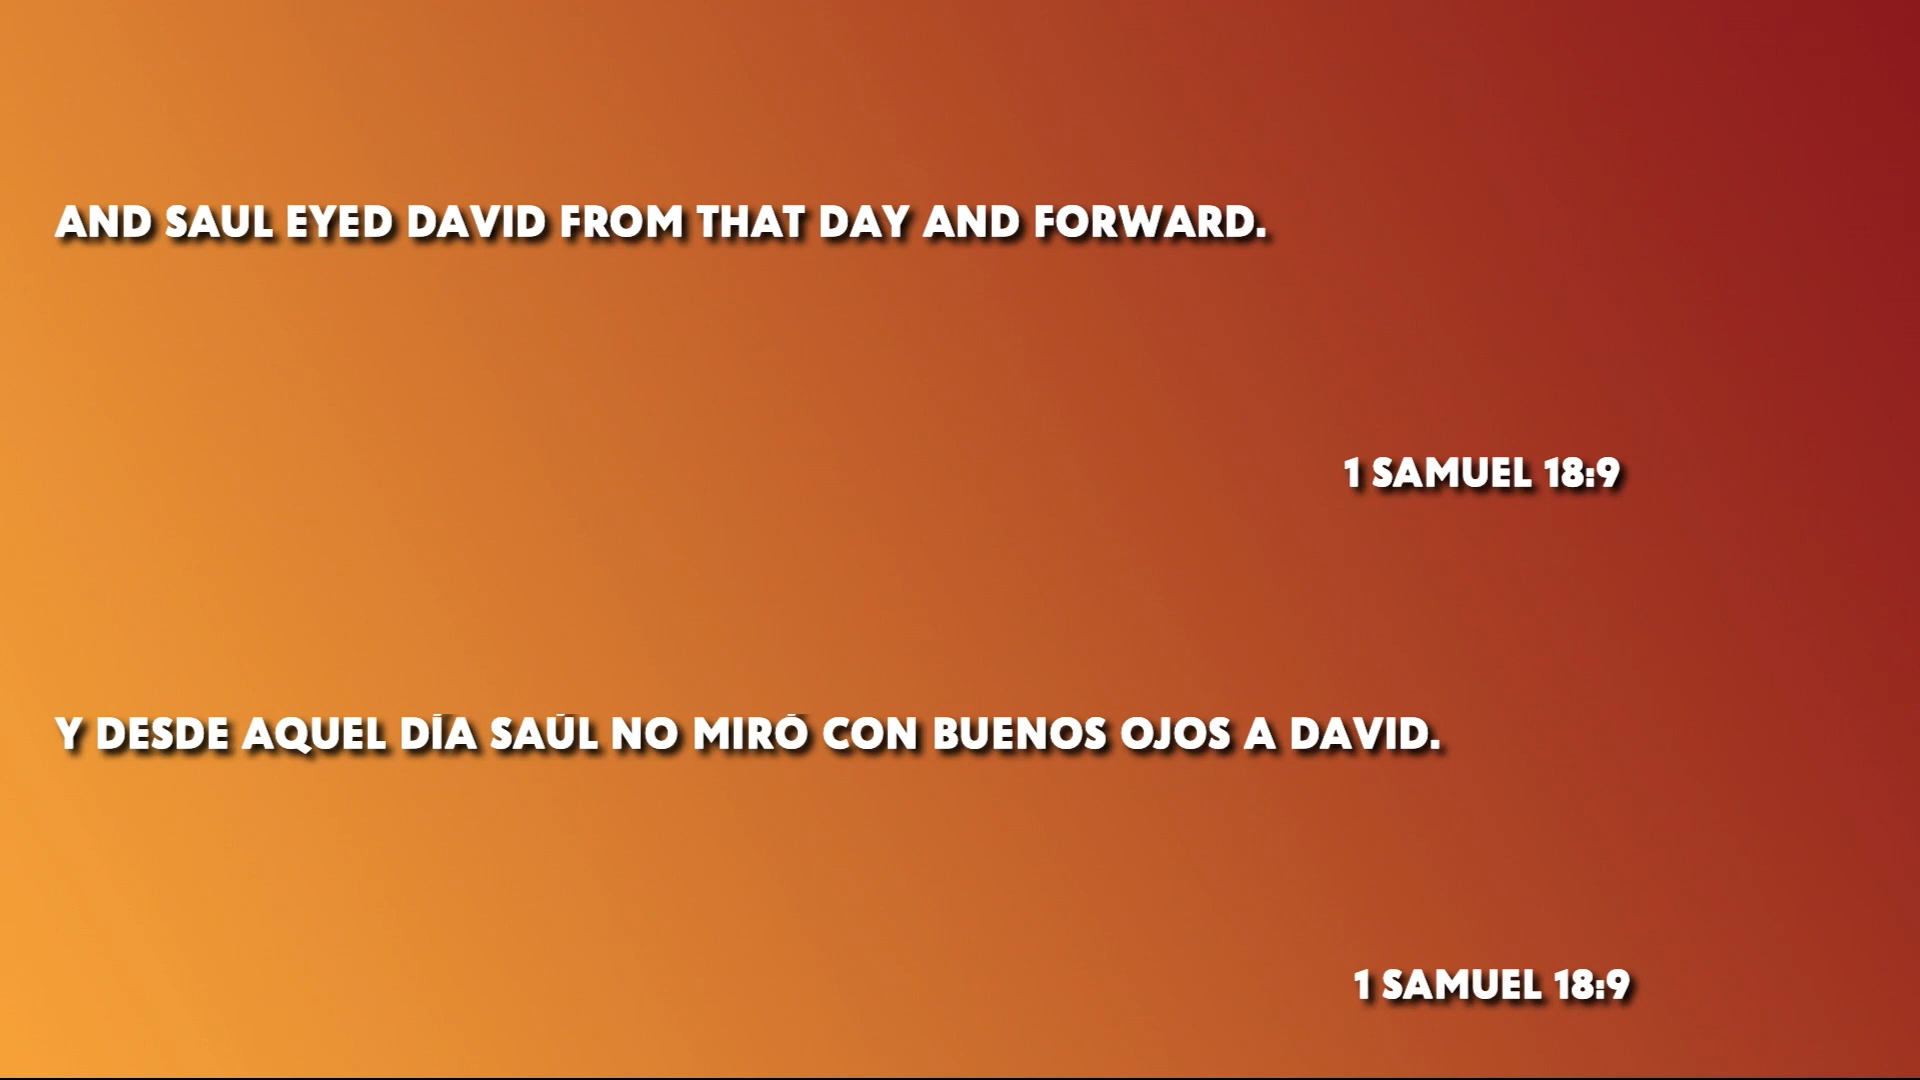 AND SAUL EYED DAVID FROM THAT DAY AND FORWARD.
1 SAMUEL 18:9
Y DESDE AQUEL DÍA SAÚL NO MIRÓ CON BUENOS OJOS A DAVID.
1 SAMUEL 18:9